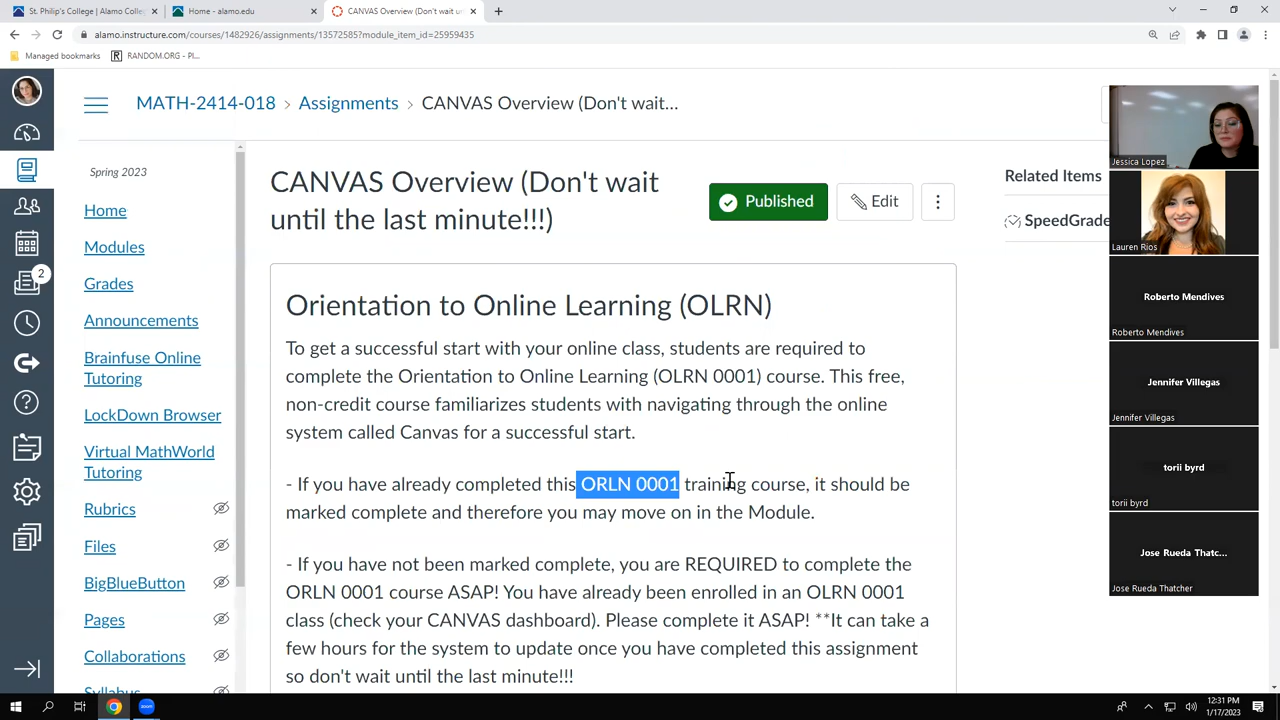 St. Philip's College | Alamo Colle
Home - alamo.edu
CANVAS Overview (Don't wait un
alamo.instructure.com/courses/1482926/assignments/13572585?module_item_id=25959435
Managed bookmarks
RANDOM.ORG - Pl...
MATH-2414-018 > Assignments > CANVAS Overview (Don't wait...
Spring 2023
Home
Modules
Grades
Announcements
Brainfuse Online
Tutoring
LockDown Browser
Virtual MathWorld
Tutoring
Rubrics
Files
BigBlueButton
Pages
Collaborations
Syllabus
2
CANVAS Overview (Don't wait
until the last minute!!!)
Published
Edit
Related Items
SpeedGrade
Orientation to Online Learning (OLRN)
To get a successful start with your online class, students are required to
complete the Orientation to Online Learning (OLRN 0001) course. This free,
non-credit course familiarizes students with navigating through the online
system called Canvas for a successful start.
- If you have already completed this ORLN 0001 training course, it should be
marked complete and therefore you may move on in the Module.
- If you have not been marked complete, you are REQUIRED to complete the
ORLN 0001 course ASAP! You have already been enrolled in an OLRN 0001
class (check your CANVAS dashboard). Please complete it ASAP! **It can take a
few hours for the system to update once you have completed this assignment
so don't wait until the last minute!!!
Jessica Lopez
Lauren Rios
Roberto Mendives
Roberto Mendives
Jennifer Villegas
Jennifer Villegas
torii byrd
torii byrd
Jose Rueda Thatc...
Jose Rueda Thatcher
zoom
12:31 PM
1/17/2023